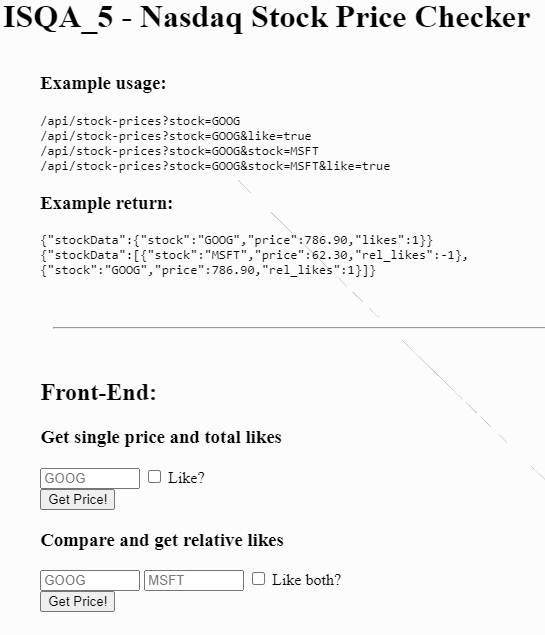 ISQA_5 - Nasdaq Stock Price Checker
Example usage:
/api/stock-prices?stock=GOOG
/api/stock-prices?stock=GOOG&like=true
/api/stock-prices?stock=GOOG&stock=MSFT
/api/stock-prices?stock=GOOG&stock=MSFT&like=true
Example return:
{"stockData":{"stock":"GOOG","price":786.90,"likes":1}}
{"stockData":[{"stock":"MSFT","price":62.30,"rel_likes":-1},
{"stock":"GOOG","price":786.90,"rel_likes":1}]}
Front-End:
Get single price and total likes
GOOG Like?
Get Price!
Compare and get relative likes
GOOG MSFT Like both?
Get Price!